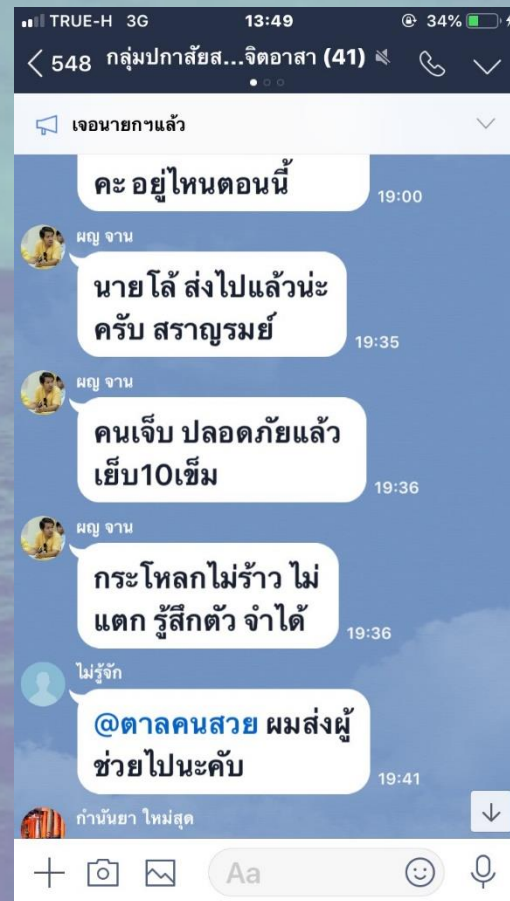 TRUE-H 3G 13:49 34%
548 กลุ่มปกาสัยส...จิตอาสา (41)
เจอนายกฯแล้ว
คะ อยู่ไหนตอนนี้
19:00
ผญ จาน
นายโล้ ส่งไปแล้วน่ะ
ครับ สราญรมย์
19:35
ผญ จาน
คนเจ็บ ปลอดภัยแล้ว
เย็บ10เข็ม
19:36
ผญ จาน
กระโหลกไม่ร้าว ไม่
แตก รู้สึกตัว จำได้
19:36
ไม่รู้จัก
@ตาลคนสวย ผมส่งผู้
ช่วยไปนะคับ
19:41
กำนันยา ใหม่สุด
Aa